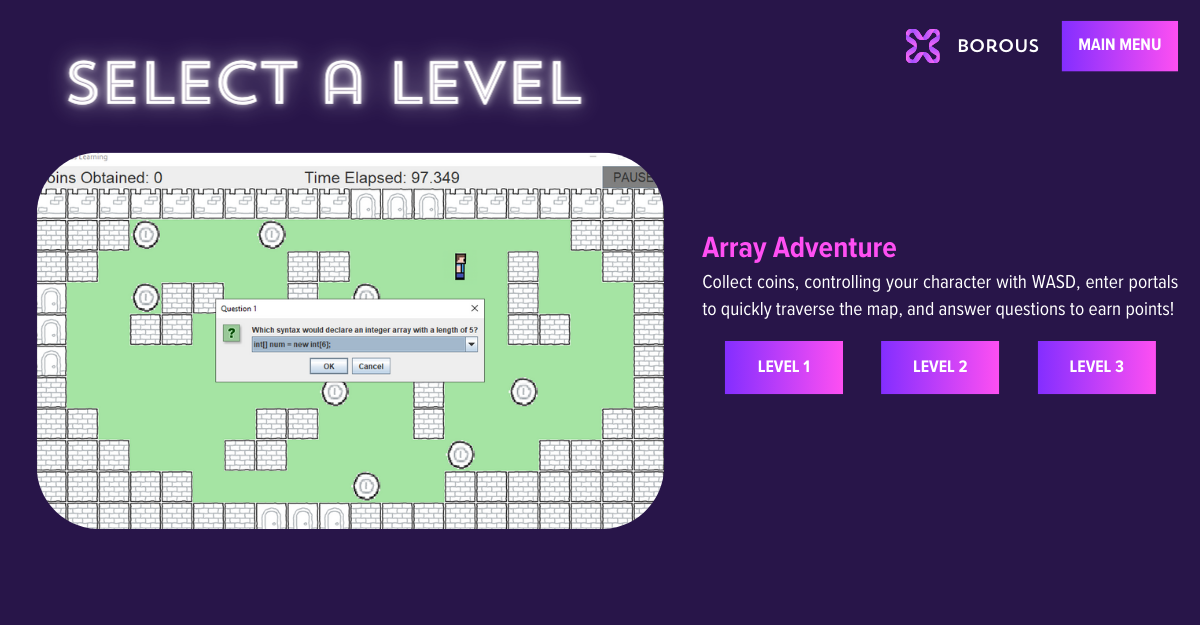 BOROUS
MAIN MENU
SELECT A LEVEL
Learning
oins Obtained: 0
Time Elapsed: 97.349
PAUSE
Question 1
?
Which syntax would declare an integer array with a length of 5?
int[] num = new int[6];
OK
Cancel
Array Adventure
Collect coins, controlling your character with WASD, enter portals
to quickly traverse the map, and answer questions to earn points!
LEVEL 1
LEVEL 2
LEVEL 3